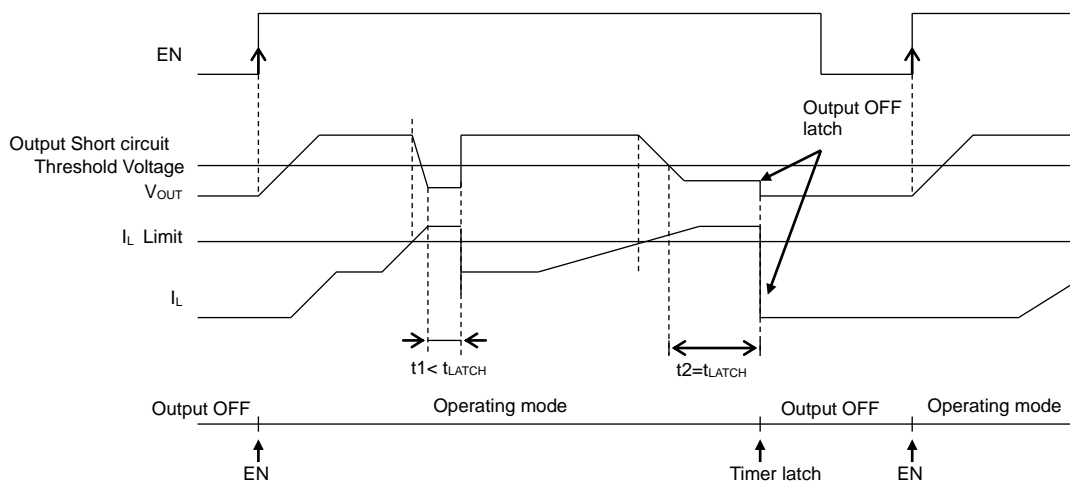 EN
Output OFF
latch
Output Short circuit
Threshold Voltage
VOUT
IL Limit
IL
t1< tLATCH
t2=tLATCH
Output OFF
Operating mode
Output OFF
Operating mode
EN
Timer latch
EN